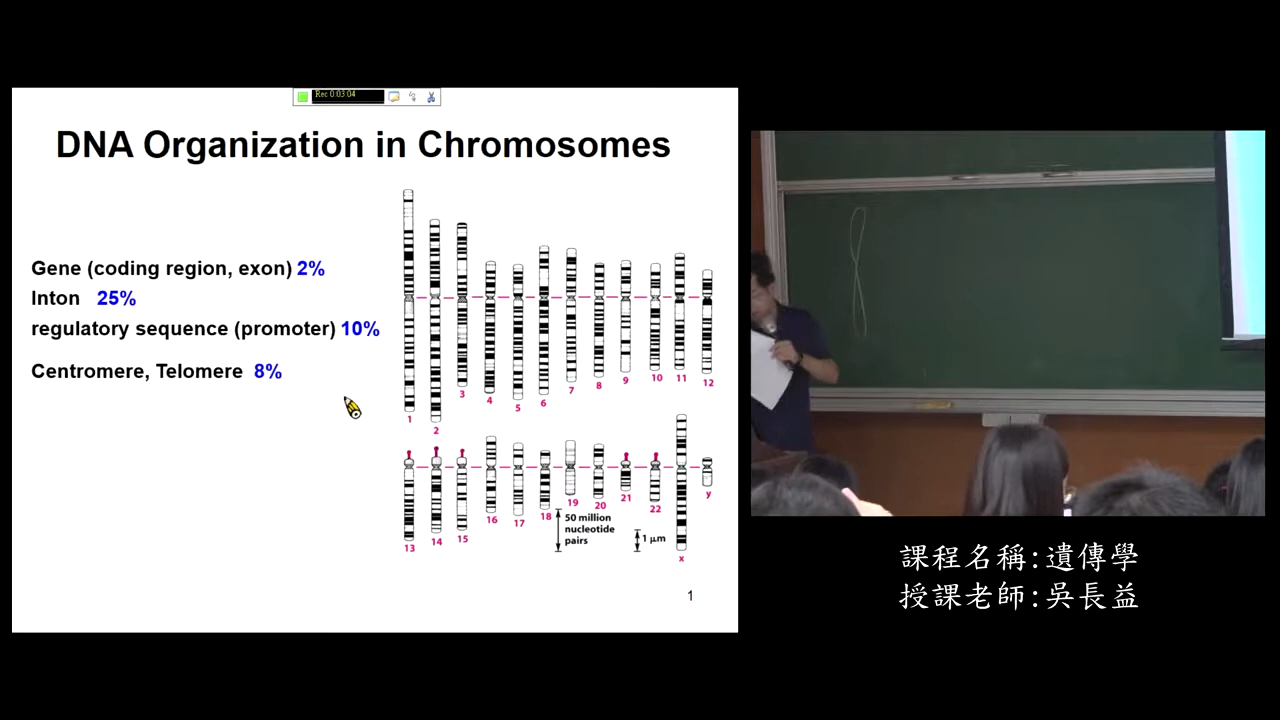 Rec 0:03:04
DNA Organization in Chromosomes
Gene (coding region, exon) 2%
Inton 25%
regulatory sequence (promoter) 10%
Centromere, Telomere 8%
1
2
3
4
5
6
7
8
9
10
11
12
13
14
15
16
17
18
19
20
21
22
x
y
50 million
nucleotide
pairs
1 μm
1
課程名稱:遺傳學
授課老師:吳長益